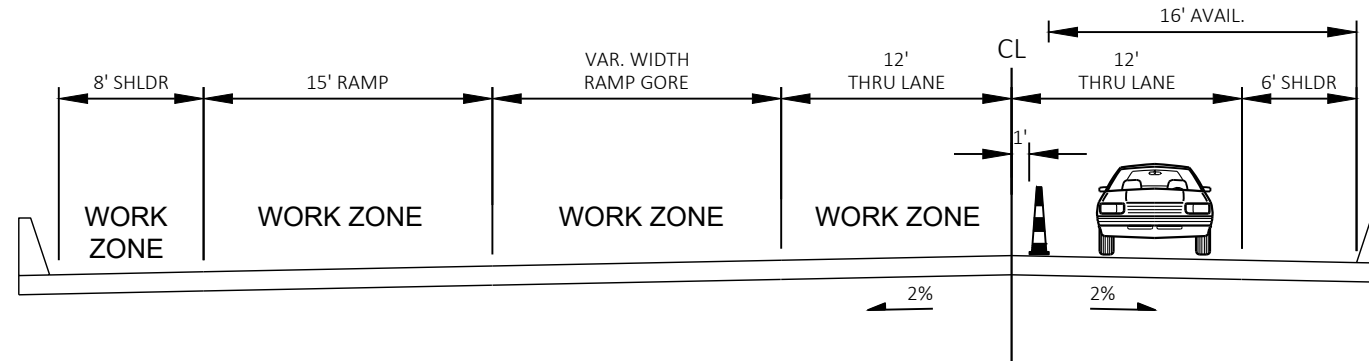 16' AVAIL.
CL
8' SHLDR
15' RAMP
VAR. WIDTH
RAMP GORE
12'
THRU LANE
12'
THRU LANE
6' SHLDR
1'
WORK
ZONE
WORK ZONE
WORK ZONE
WORK ZONE
2%
2%